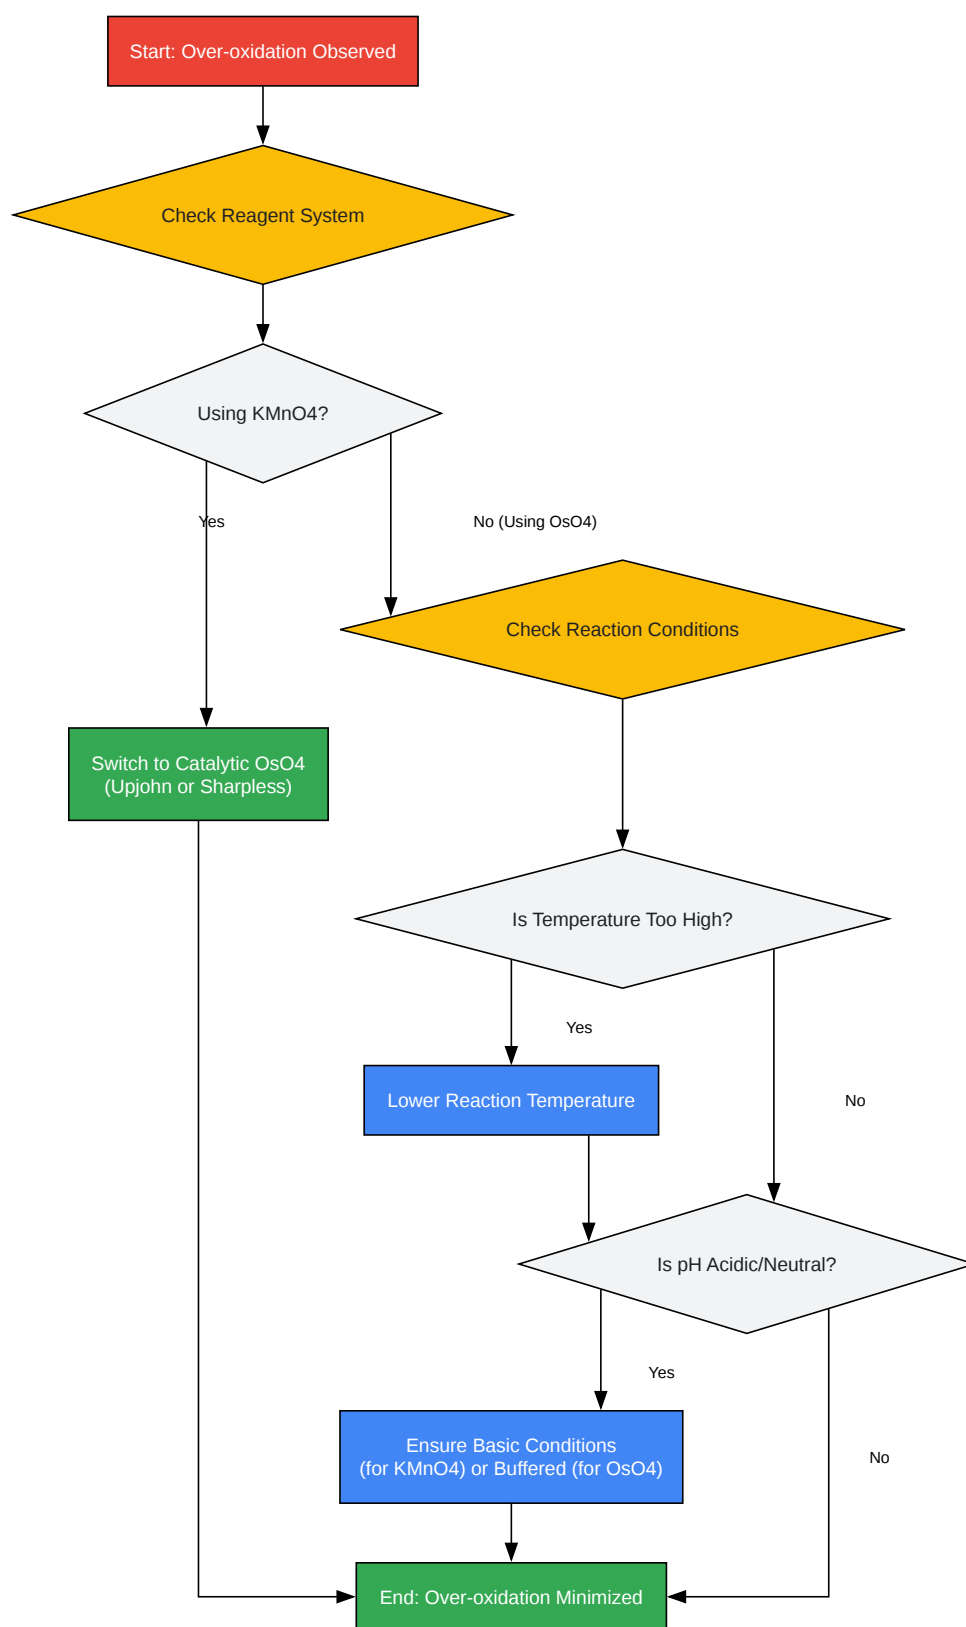 Start: Over-oxidation Observed
Check Reagent System
Using KMnO4?
Yes
No (Using OsO4)
Check Reaction Conditions
Switch to Catalytic OsO4
(Upjohn or Sharpless)
Is Temperature Too High?
Yes
Lower Reaction Temperature
No
Is pH Acidic/Neutral?
Yes
Ensure Basic Conditions
(for KMnO4) or Buffered (for OsO4)
No
End: Over-oxidation Minimized